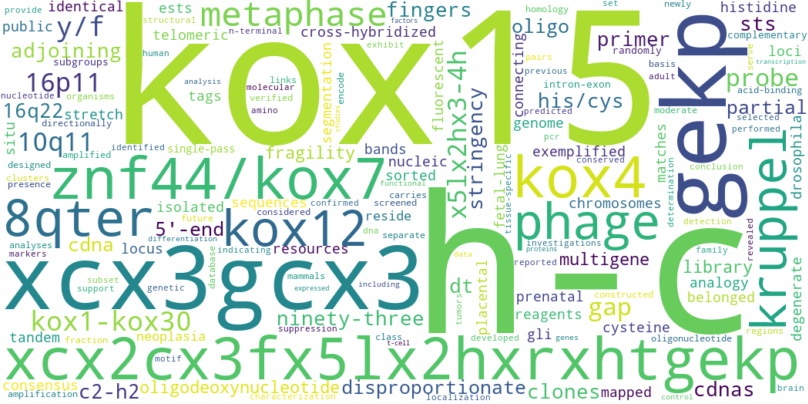 provide structural identical metaphase fingers homology set newly histidine
public ests y/f telomeric n-terminal cross-hybridized factors oligo sts complementary
adjoining human exhibit primer loci
subgroups tags analysis links segmentation fluorescent connecting pairs randomly serve basis adult probe
16p11 nucleotide organisms molecular verified encode previous intron-exon acid-binding transcription
16q22 stretch situ amino his/cys predicted moderate partial
directionally kox15 stringency genome pcr matches selected performed gekp drosophila
10q11 amplified identified single-pass bands exemplified conserved determination conclusion
designed fragility nucleic x5lx2hx3-4h fetal-lung tissue-specific
clusters presence znf44/kox7 functional sorted kox4 kruppel
isolated sequences confirmed screened chromosomes detection
8qter future considered carries reside phage investigations revealed
5'-end kox12 dna separate reported proteins family
analyses markers cdna locus differentiation indicating resources h-c multigene library degenerate
xcx3gcx3 subset support genetic database mammals expressed including data placental prenatal analogy belonged
kox1-kox30 ninety-three dt reagents gap constructed
tandem fraction neoplasia suppression class t-cell tumors developed gli genes cysteine oligonucleotide regions
xcx2cx3fx5lx2hxrxhtgekp motif
consensus c2-h2 oligodeoxynucleotide disproportionate clones mapped cdnas brain
amplification characterization localization control